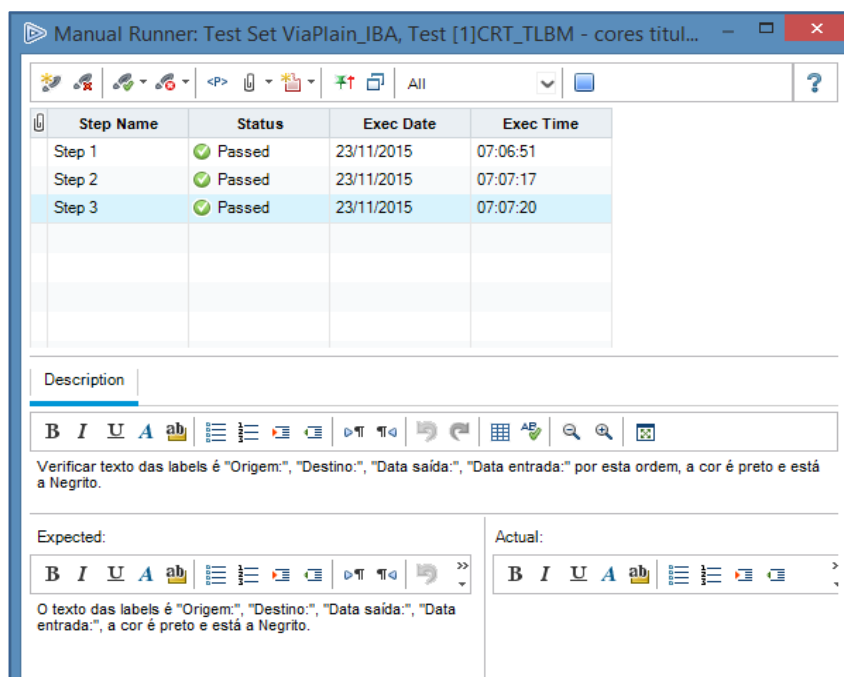 Manual Runner: Test Set ViaPlain_IBA, Test [1]CRT_TLBM - cores titul...
<P> All ?
Step Name Status Exec Date Exec Time
Step 1 Passed 23/11/2015 07:06:51
Step 2 Passed 23/11/2015 07:07:17
Step 3 Passed 23/11/2015 07:07:20
Description
B I U A ab
Verificar texto das labels é "Origem:", "Destino:", "Data saída:", "Data entrada:" por esta ordem, a cor é preto e está
a Negrito.
Expected:
B I U A ab
O texto das labels é "Origem:", "Destino:", "Data saída:", "Data
entrada:", a cor é preto e está a Negrito.
Actual:
B I U A ab